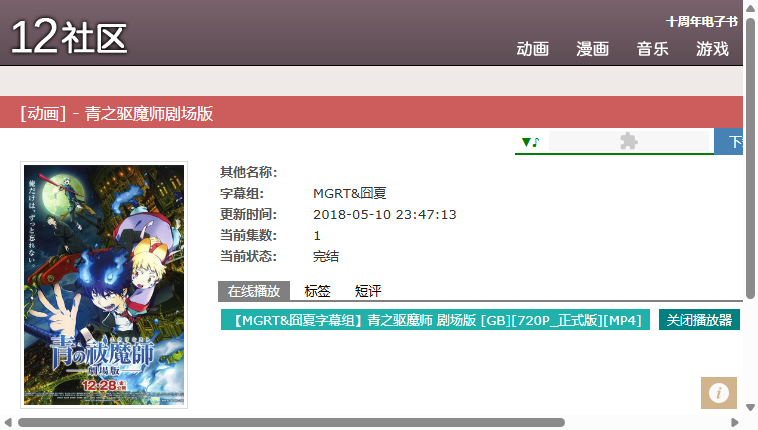 12社区
十周年电子书
动画 漫画 音乐 游戏
[动画] - 青之驱魔师剧场版
▼♪
下
其他名称:
字幕组: MGRT&囧夏
更新时间: 2018-05-10 23:47:13
当前集数: 1
当前状态: 完结
在线播放 标签 短评
【MGRT&囧夏字幕组】青之驱魔师 剧场版 [GB][720P_正式版][MP4] 关闭播放器
俺だけは、ずっと忘れない。
青の祓魔師
劇場版
12.28